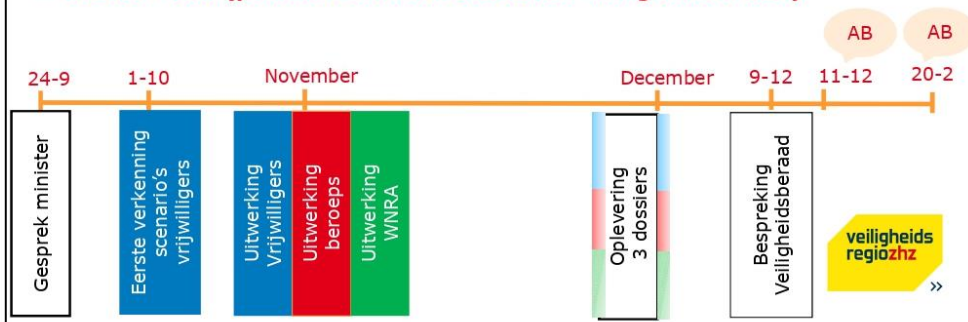 AB
AB
24-9
1-10
November
December
9-12
11-12
20-2
Gesprek minister
Eerste verkenning
scenario's
vrijwilligers
Uitwerking
Vrijwilligers
Uitwerking
beroeps
Uitwerking
WNRA
Oplevering
3 dossiers
Bespreking
Veiligheidsberaad
veiligheids
regiozhz
»